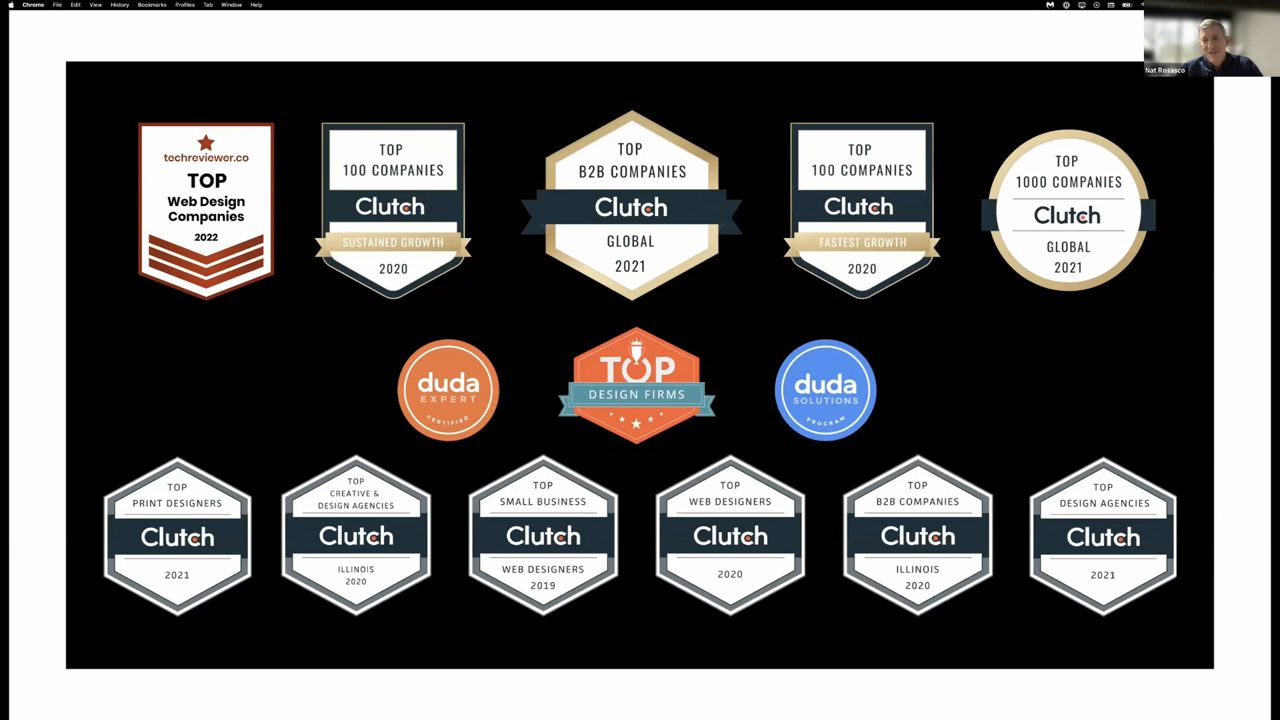 Chrome File Edit View History Bookmarks Profiles Tab Window Help
Nat Rosasco
techreviewer.co
TOP
Web Design
Companies
2022
TOP
100 COMPANIES
Clutch
SUSTAINED GROWTH
2020
TOP
B2B COMPANIES
Clutch
GLOBAL
2021
TOP
100 COMPANIES
Clutch
FASTEST GROWTH
2020
TOP
1000 COMPANIES
Clutch
GLOBAL
2021
duda
EXPERT
CERTIFIED
TOP
DESIGN FIRMS
duda
SOLUTIONS
PROGRAM
TOP
PRINT DESIGNERS
Clutch
2021
TOP
CREATIVE &
DESIGN AGENCIES
Clutch
ILLINOIS
2020
TOP
SMALL BUSINESS
Clutch
WEB DESIGNERS
2019
TOP
WEB DESIGNERS
Clutch
2020
TOP
B2B COMPANIES
Clutch
ILLINOIS
2020
TOP
DESIGN AGENCIES
Clutch
2021